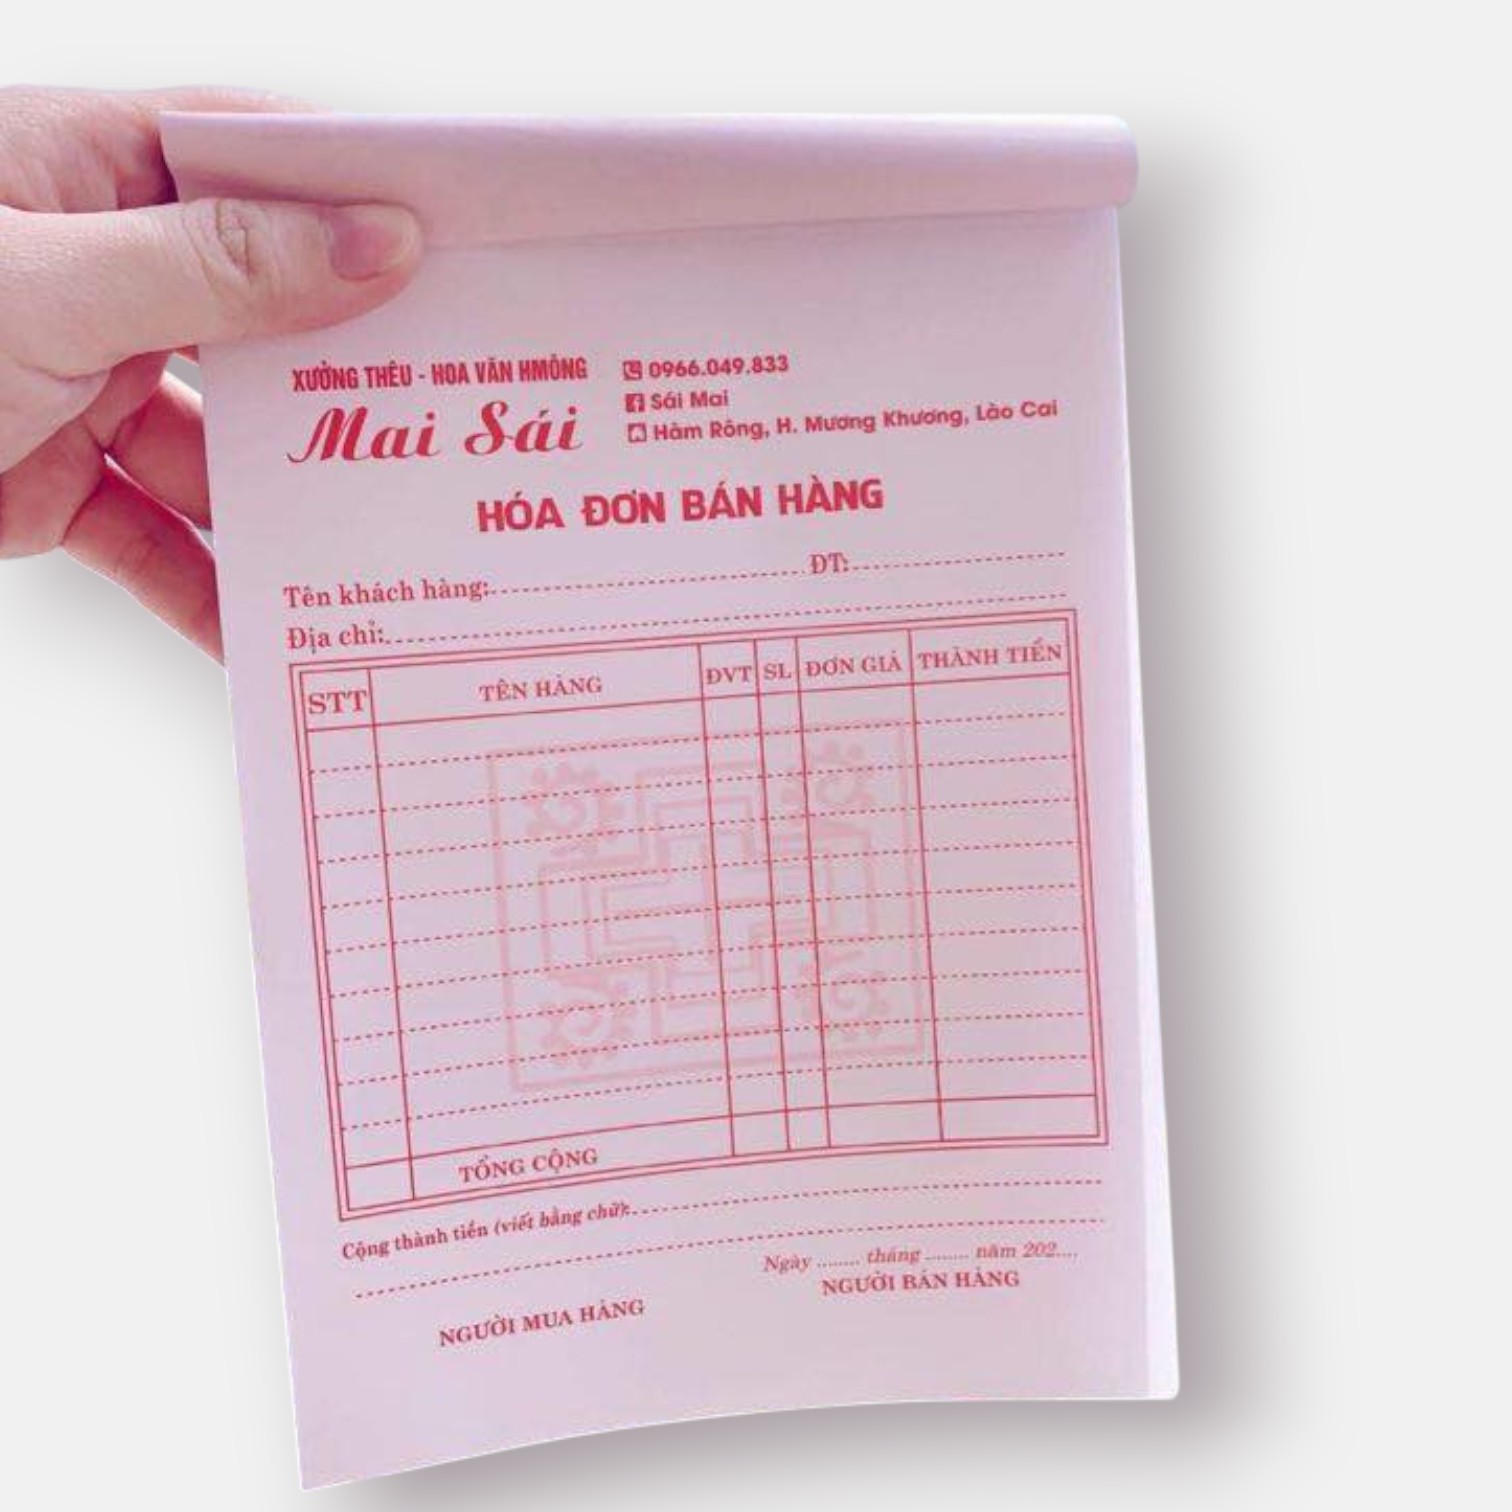 XƯỞNG THÊU - HOA VĂN HMÔNG
Mai Sái
0966.049.833
Sái Mai
Hàm Rồng, H. Mương Khương, Lào Cai
HÓA ĐƠN BÁN HÀNG
Tên khách hàng:.......... ĐT:..........
Địa chỉ:..........
STT TÊN HÀNG ĐVT SL ĐƠN GIÁ THÀNH TIỀN
TỔNG CỘNG
Cộng thành tiền (viết bằng chữ):..........
Ngày ........ tháng ........ năm 202....
NGƯỜI MUA HÀNG NGƯỜI BÁN HÀNG